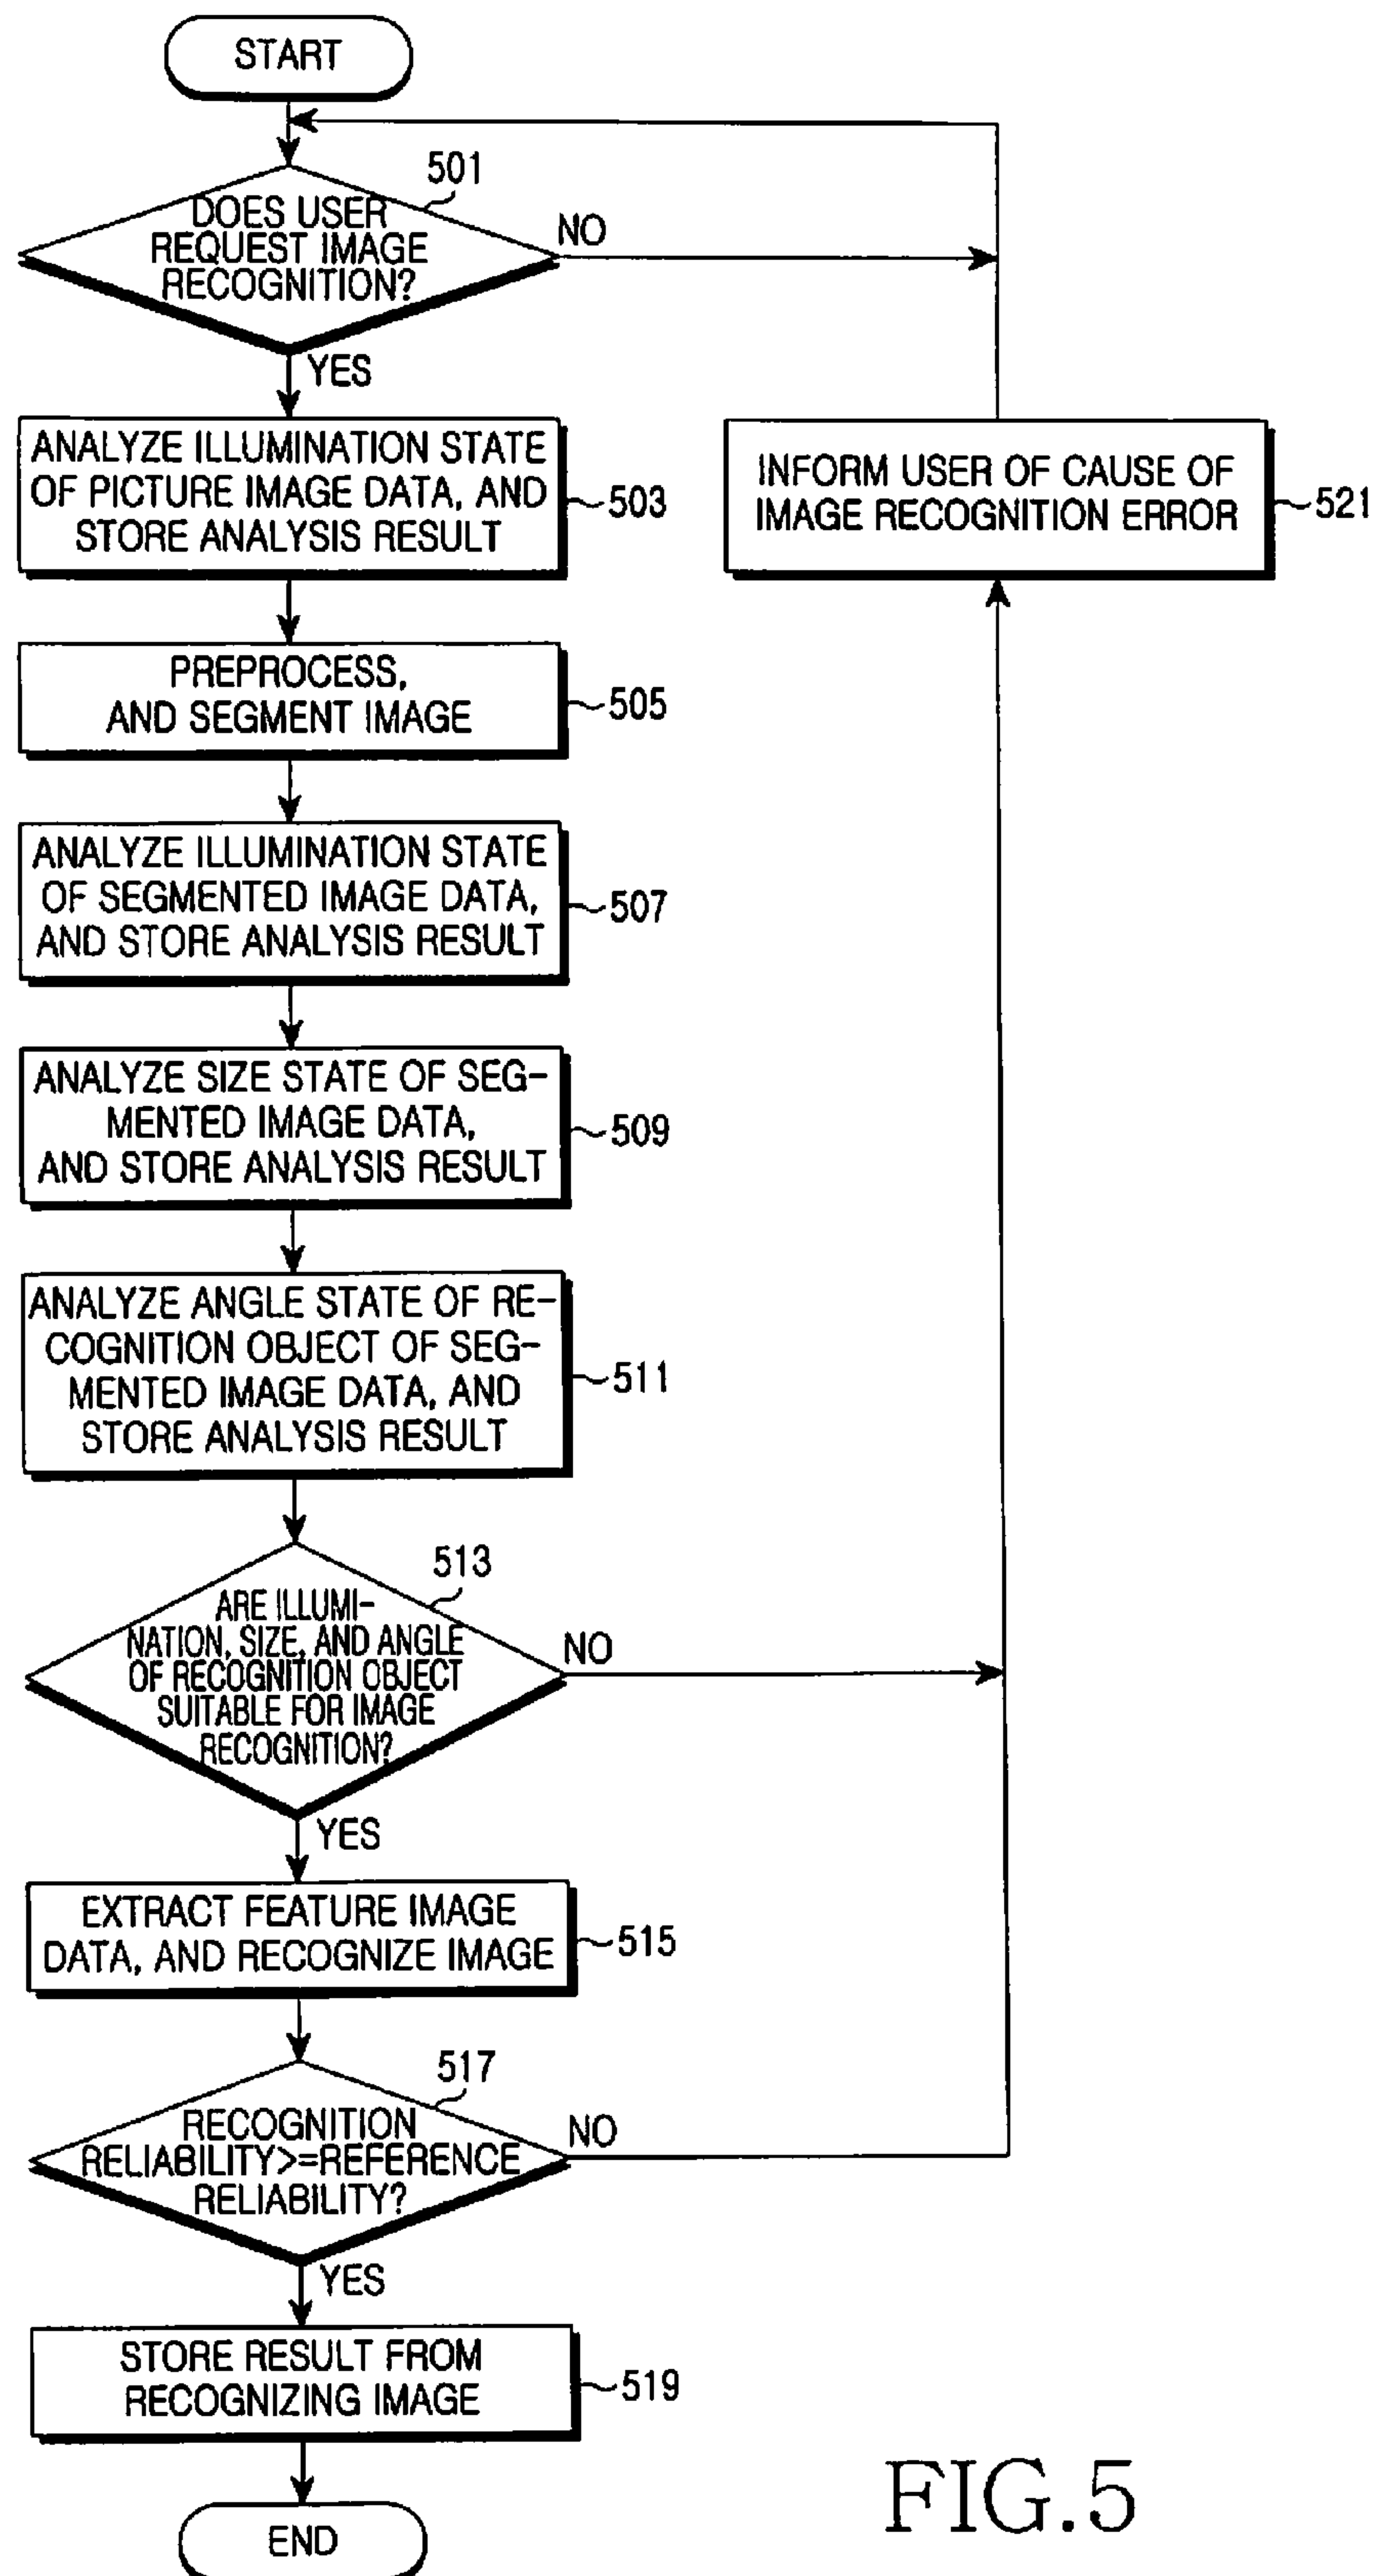 START
501
DOES USER
REQUEST IMAGE
RECOGNITION?
NO
YES
ANALYZE ILLUMINATION STATE
OF PICTURE IMAGE DATA, AND
STORE ANALYSIS RESULT
503
INFORM USER OF CAUSE OF
IMAGE RECOGNITION ERROR
521
PREPROCESS,
AND SEGMENT IMAGE
505
ANALYZE ILLUMINATION STATE
OF SEGMENTED IMAGE DATA,
AND STORE ANALYSIS RESULT
507
ANALYZE SIZE STATE OF SEG-
MENTED IMAGE DATA,
AND STORE ANALYSIS RESULT
509
ANALYZE ANGLE STATE OF RE-
COGNITION OBJECT OF SEG-
MENTED IMAGE DATA, AND
STORE ANALYSIS RESULT
511
513
ARE ILLUMI-
NATION, SIZE, AND ANGLE
OF RECOGNITION OBJECT
SUITABLE FOR IMAGE
RECOGNITION?
NO
YES
EXTRACT FEATURE IMAGE
DATA, AND RECOGNIZE IMAGE
515
517
RECOGNITION
RELIABILITY>=REFERENCE
RELIABILITY?
NO
YES
STORE RESULT FROM
RECOGNIZING IMAGE
519
END
FIG.5